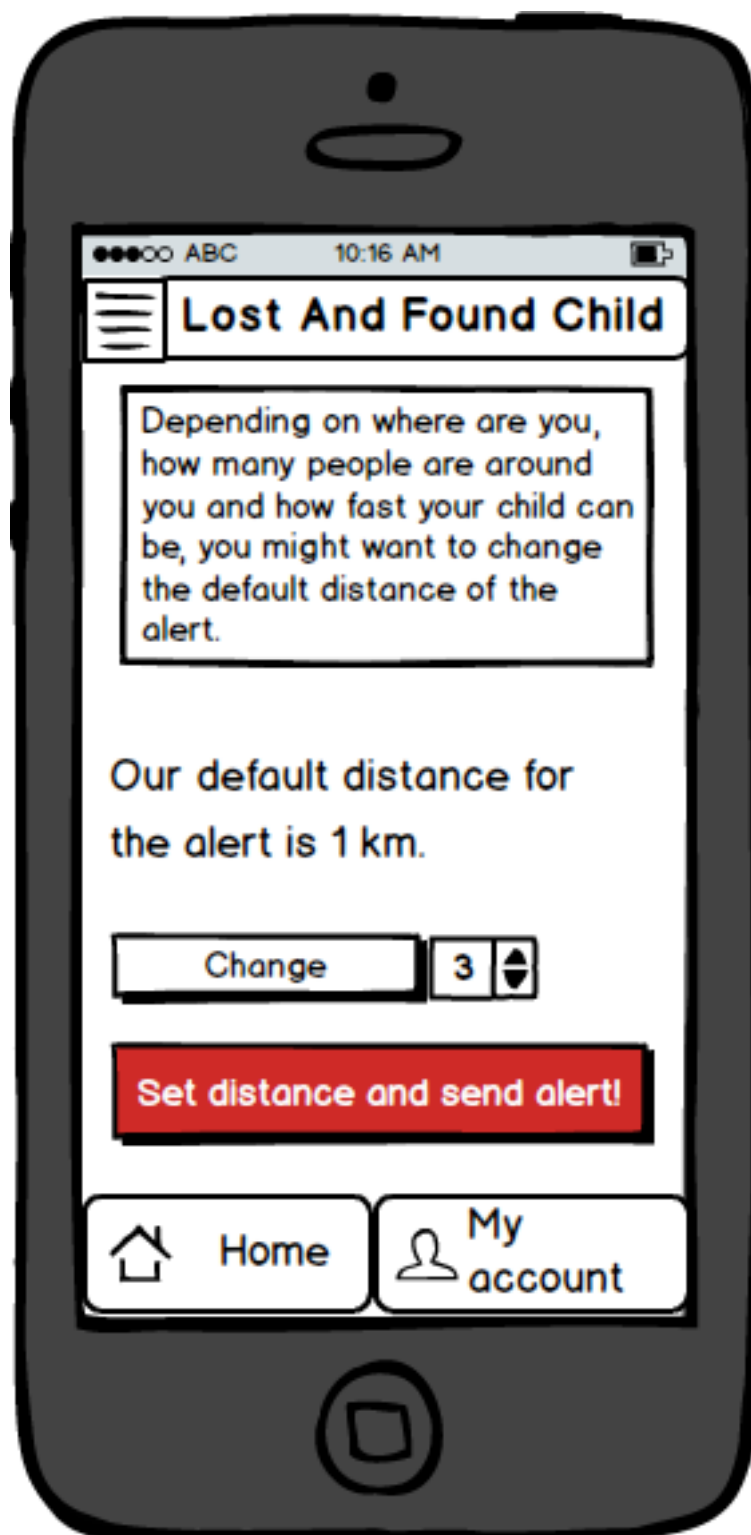 ABC 10:16 AM
Lost And Found Child
Depending on where are you,
how many people are around
you and how fast your child can
be, you might want to change
the default distance of the
alert.
Our default distance for
the alert is 1 km.
Change 3
Set distance and send alert!
Home
My
account